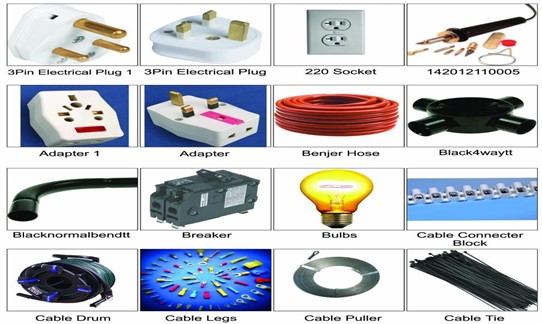 3Pin Electrical Plug 1
3Pin Electrical Plug
220 Socket
142012110005
Adapter 1
Adapter
Benjer Hose
Black4waytt
Blacknormalbendtt
Breaker
Bulbs
Cable Connecter
Block
Cable Drum
Cable Legs
Cable Puller
Cable Tie